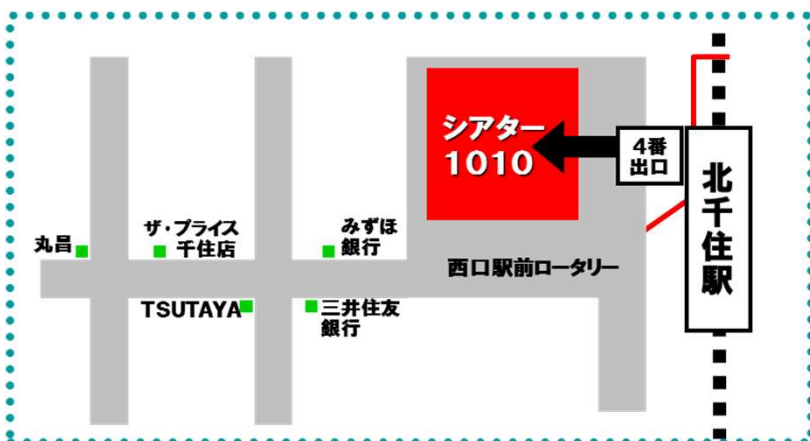 シアター
1010
4番
出口
北千住駅
ザ・プライス
千住店
みずほ
銀行
丸昌
西口駅前ロータリー
TSUTAYA
三井住友
銀行